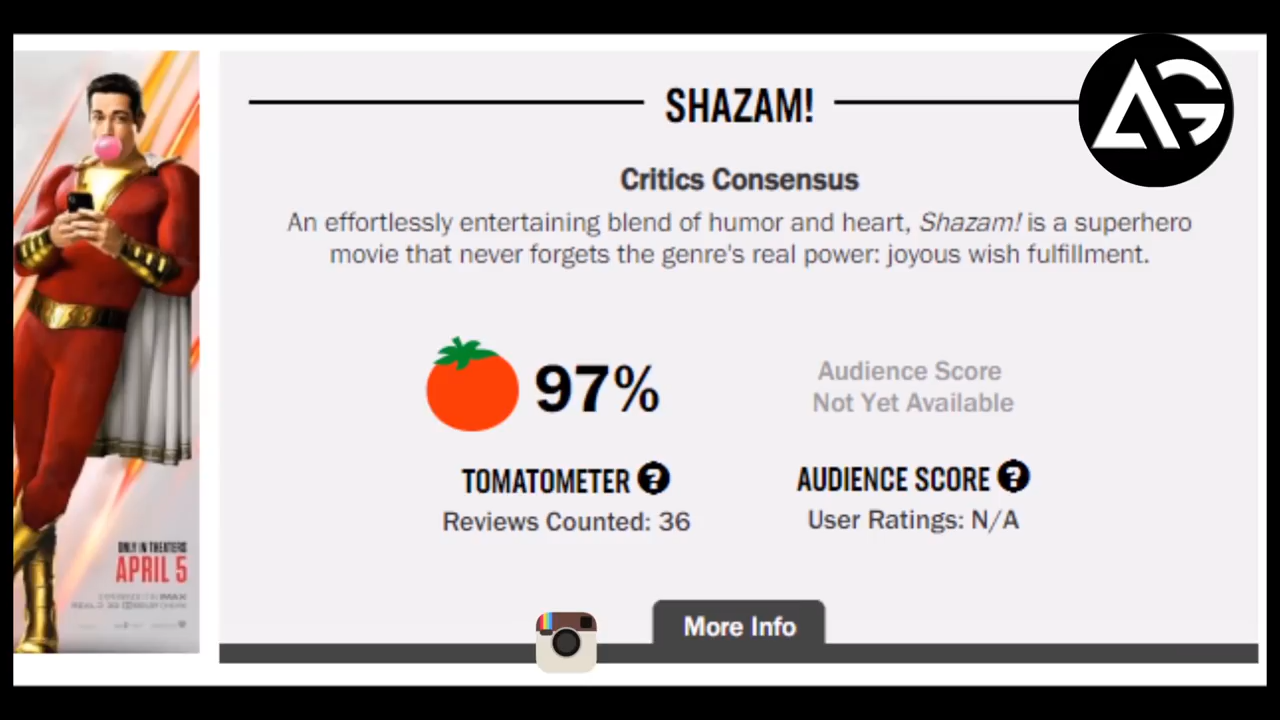 AG
SHAZAM!
Critics Consensus
An effortlessly entertaining blend of humor and heart, Shazam! is a superhero
movie that never forgets the genre's real power: joyous wish fulfillment.
97%
Audience Score
Not Yet Available
TOMATOMETER ?
AUDIENCE SCORE ?
Reviews Counted: 36
User Ratings: N/A
ONLY IN THEATERS
APRIL 5
More Info